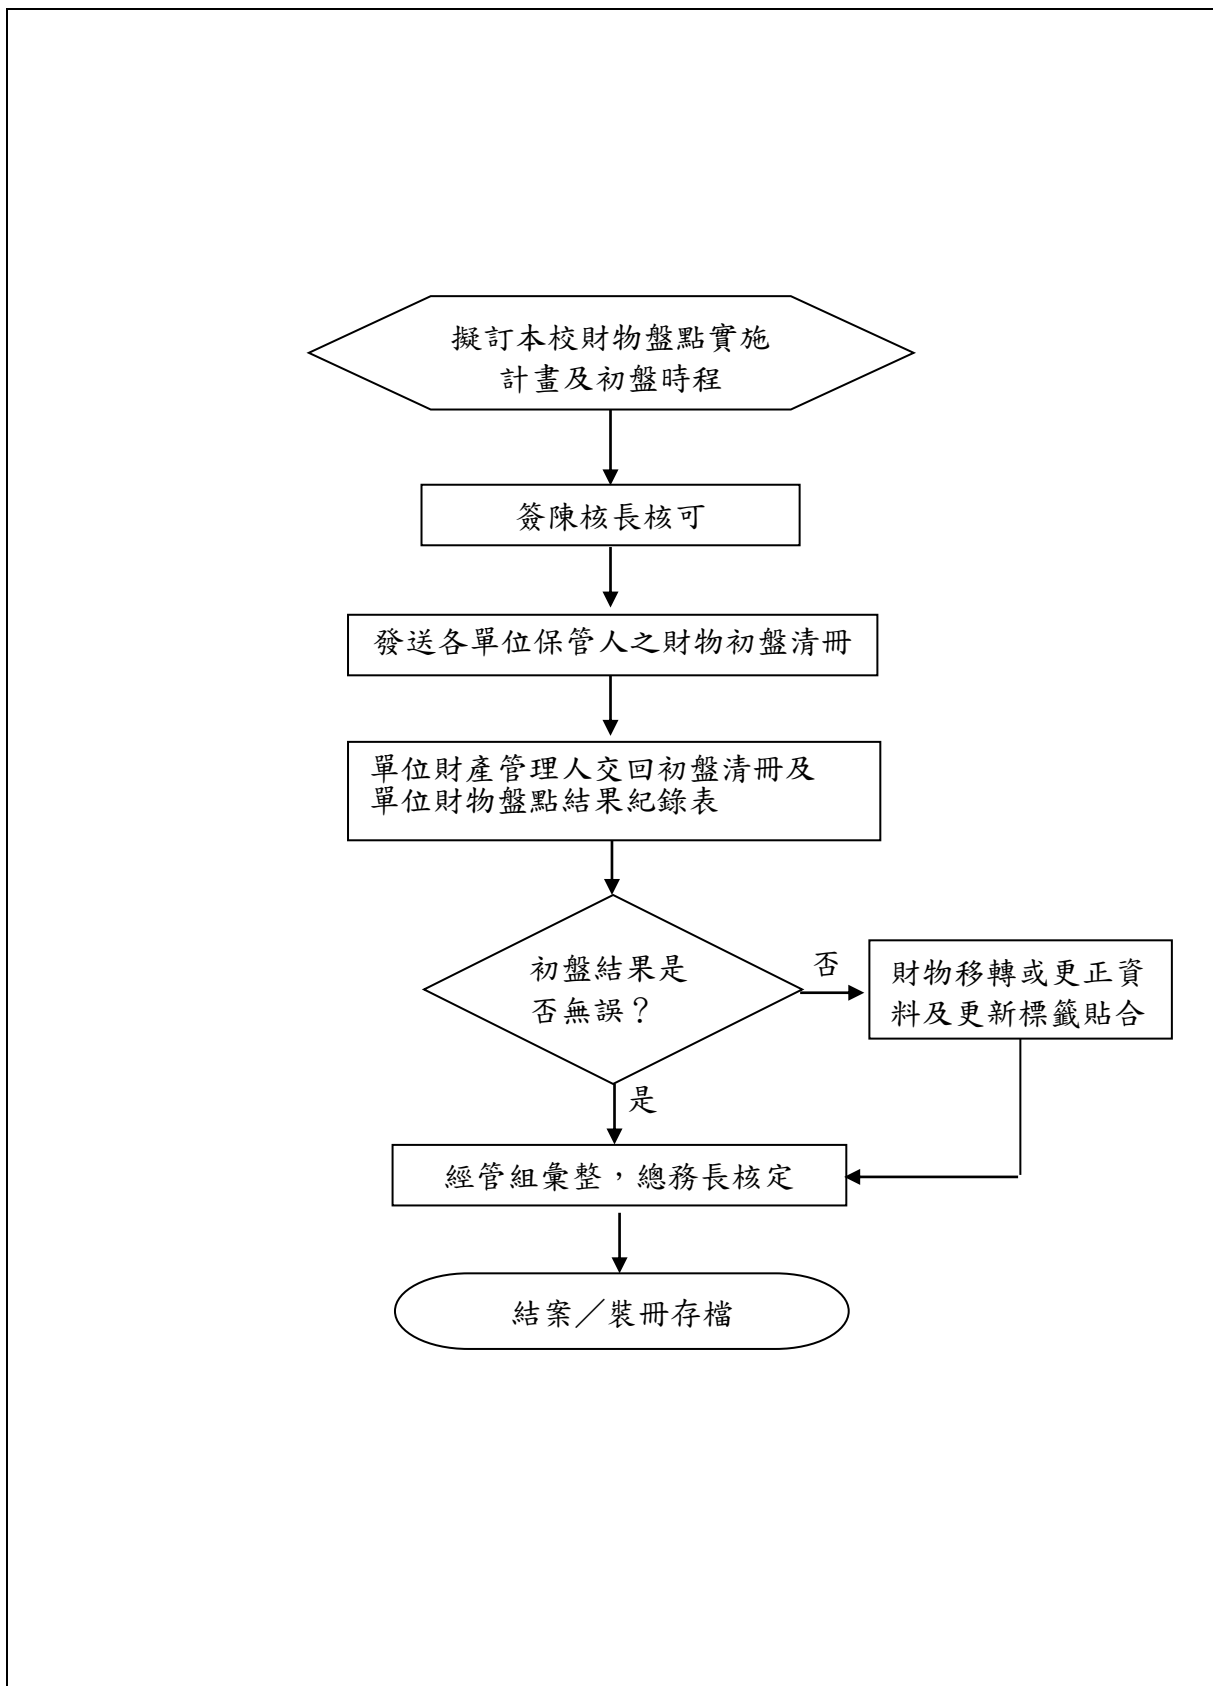 擬訂本校財物盤點實施
計畫及初盤時程
簽陳核長核可
發送各單位保管人之財物初盤清冊
單位財產管理人交回初盤清冊及
單位財物盤點結果紀錄表
初盤結果是
否無誤？
否
財物移轉或更正資
料及更新標籤貼合
是
經管組彙整，總務長核定
結案／裝冊存檔